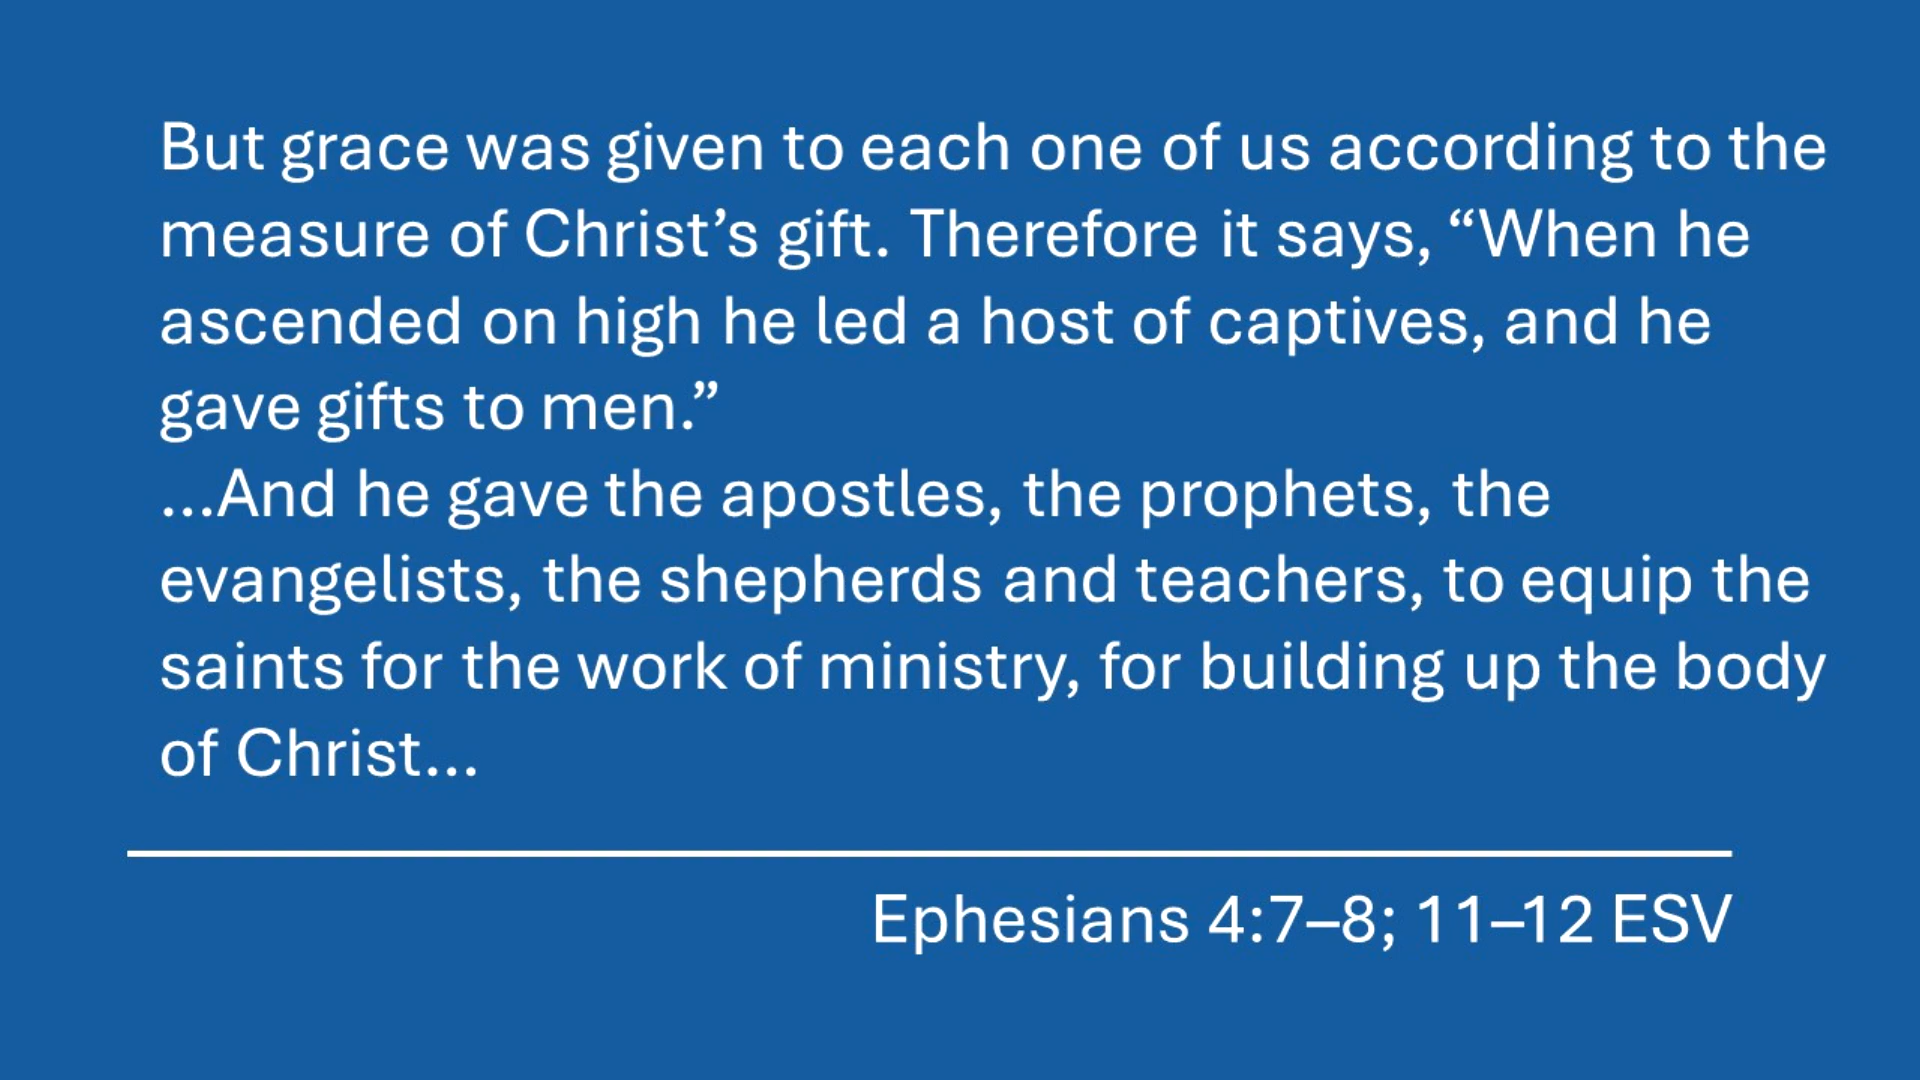 But grace was given to each one of us according to the
measure of Christ’s gift. Therefore it says, “When he
ascended on high he led a host of captives, and he
gave gifts to men.”
…And he gave the apostles, the prophets, the
evangelists, the shepherds and teachers, to equip the
saints for the work of ministry, for building up the body
of Christ…
Ephesians 4:7–8; 11–12 ESV